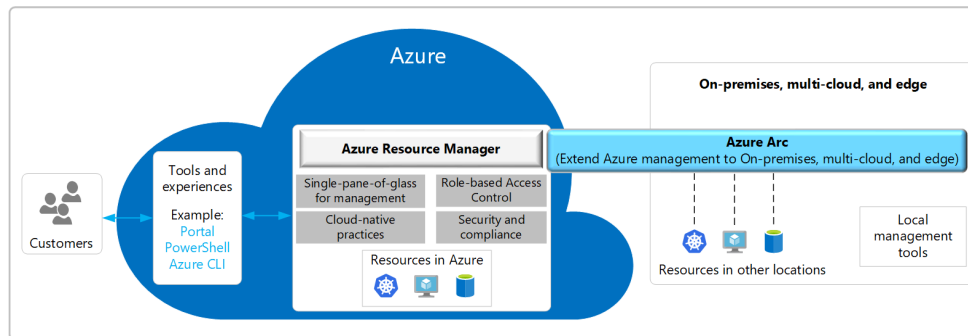 Azure
On-premises, multi-cloud, and edge
Azure Resource Manager
Azure Arc
(Extend Azure management to On-premises, multi-cloud, and edge)
Tools and
experiences
Example:
Portal
PowerShell
Azure CLI
Single-pane-of-glass
for management
Role-based Access
Control
Cloud-native
practices
Security and
compliance
Customers
Resources in Azure
Resources in other locations
Local
management
tools